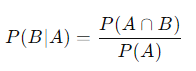 P(B|A) = P(A ∩ B) / P(A)